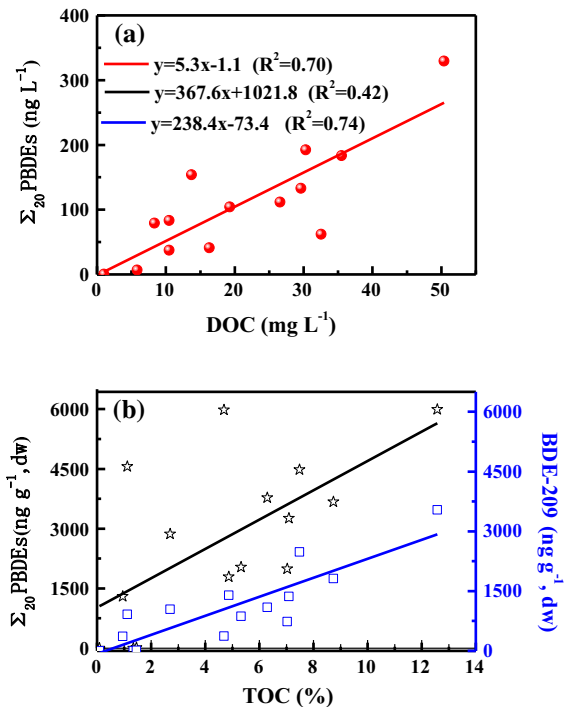 (a)
y=5.3x-1.1 (R²=0.70)
y=367.6x+1021.8 (R²=0.42)
y=238.4x-73.4 (R²=0.74)
400
300
200
100
0
Σ₂₀PBDEs (ng L⁻¹)
0 10 20 30 40 50
DOC (mg L⁻¹)
(b)
6000
4500
3000
1500
0
Σ₂₀PBDEs(ng g⁻¹, dw)
6000
4500
3000
1500
0
BDE-209 (ng g⁻¹, dw)
0 2 4 6 8 10 12 14
TOC (%)